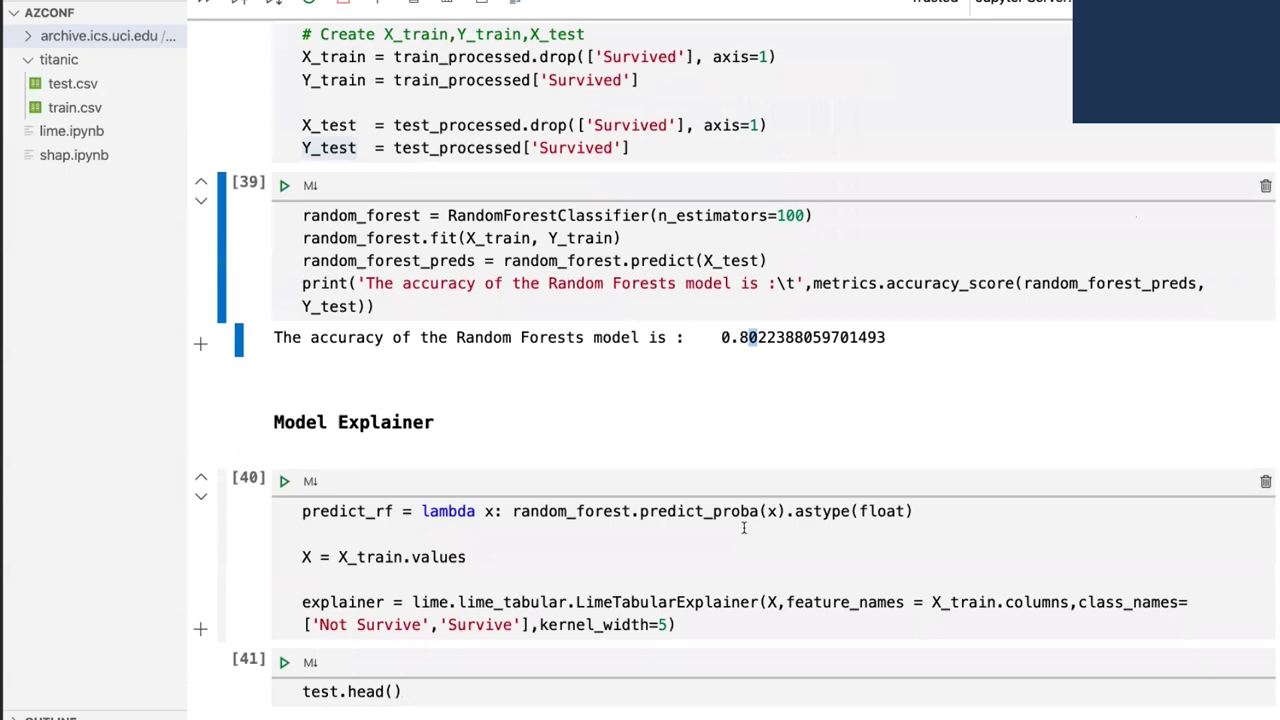 AZCONF
archive.ics.uci.edu /...
titanic
test.csv
train.csv
lime.ipynb
shap.ipynb
# Create X_train,Y_train,X_test
X_train = train_processed.drop(['Survived'], axis=1)
Y_train = train_processed['Survived']
X_test  = test_processed.drop(['Survived'], axis=1)
Y_test  = test_processed['Survived']
[39]
M↓
random_forest = RandomForestClassifier(n_estimators=100)
random_forest.fit(X_train, Y_train)
random_forest_preds = random_forest.predict(X_test)
print('The accuracy of the Random Forests model is :\t',metrics.accuracy_score(random_forest_preds,
Y_test))
The accuracy of the Random Forests model is :    0.8022388059701493
Model Explainer
[40]
M↓
predict_rf = lambda x: random_forest.predict_proba(x).astype(float)
X = X_train.values
explainer = lime.lime_tabular.LimeTabularExplainer(X,feature_names = X_train.columns,class_names=
['Not Survive','Survive'],kernel_width=5)
[41]
M↓
test.head()